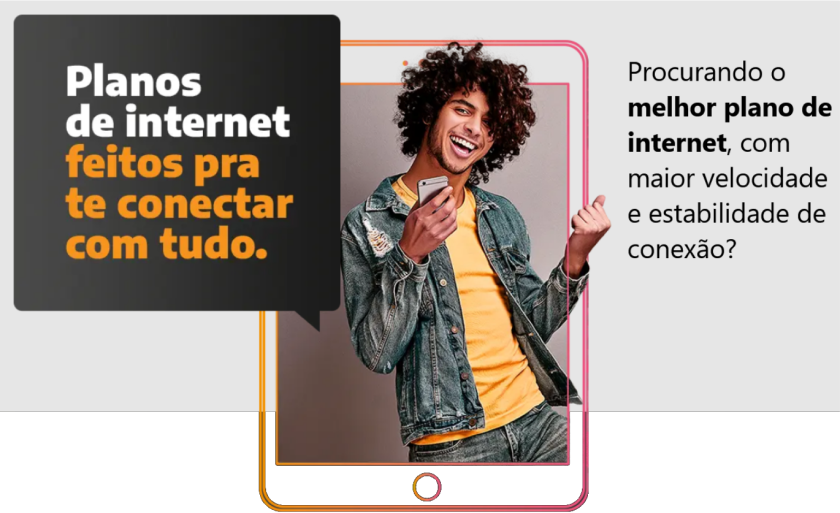 Planos
de internet
feitos pra
te conectar
com tudo.
Procurando o
melhor plano de
internet, com
maior velocidade
e estabilidade de
conexão?